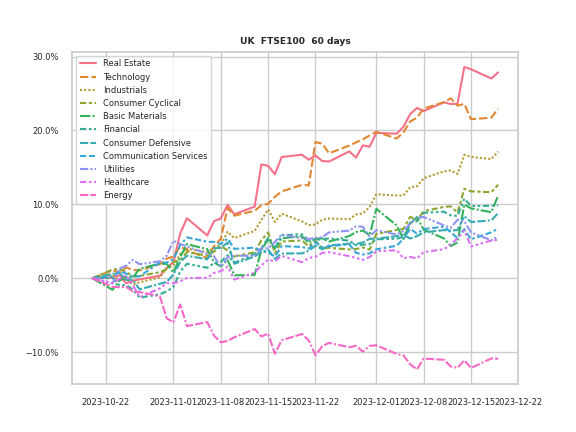 UK FTSE100 60 days
30.0%
20.0%
10.0%
0.0%
−10.0%
Real Estate
Technology
Industrials
Consumer Cyclical
Basic Materials
Financial
Consumer Defensive
Communication Services
Utilities
Healthcare
Energy
2023-10-22 2023-11-01 2023-11-08 2023-11-15 2023-11-22 2023-12-01 2023-12-08 2023-12-15 2023-12-22